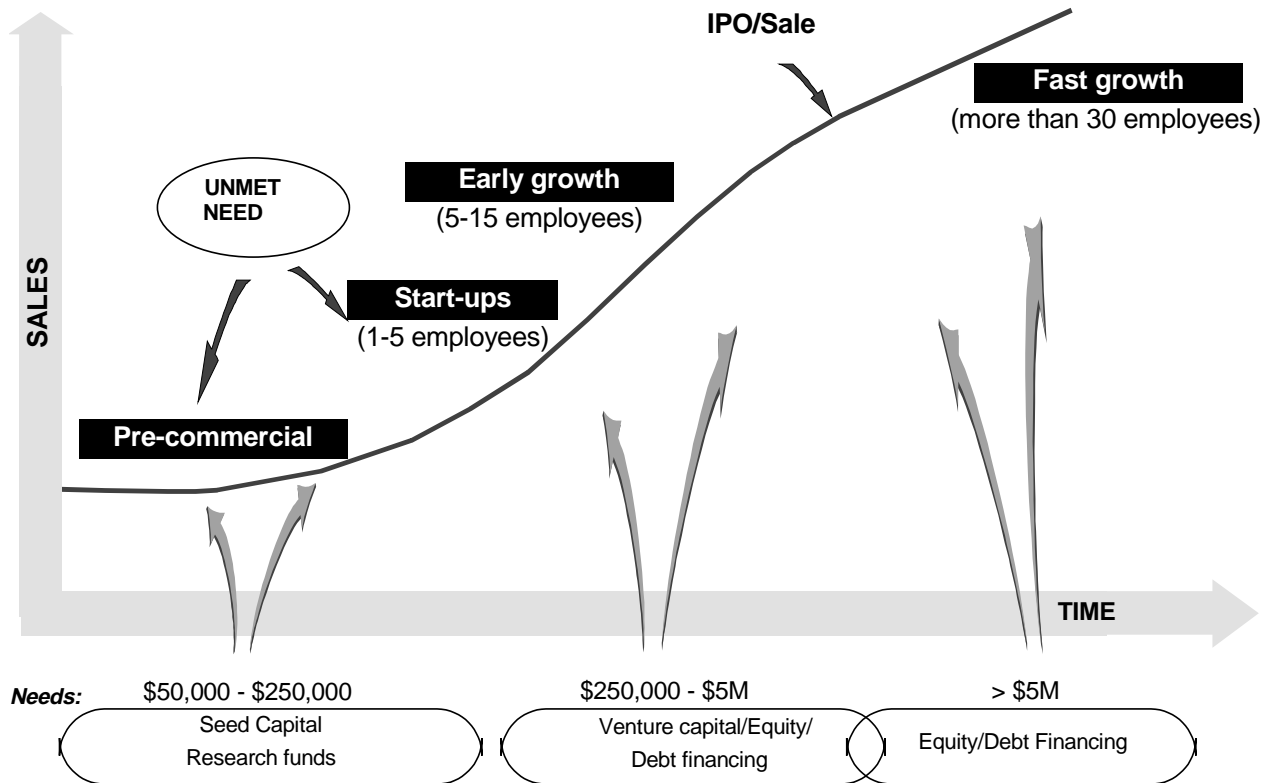 IPO/Sale
Fast growth
(more than 30 employees)
UNMET
NEED
Early growth
(5-15 employees)
Start-ups
(1-5 employees)
SALES
Pre-commercial
TIME
Needs:
$50,000 - $250,000
$250,000 - $5M
> $5M
Seed Capital
Research funds
Venture capital/Equity/
Debt financing
Equity/Debt Financing